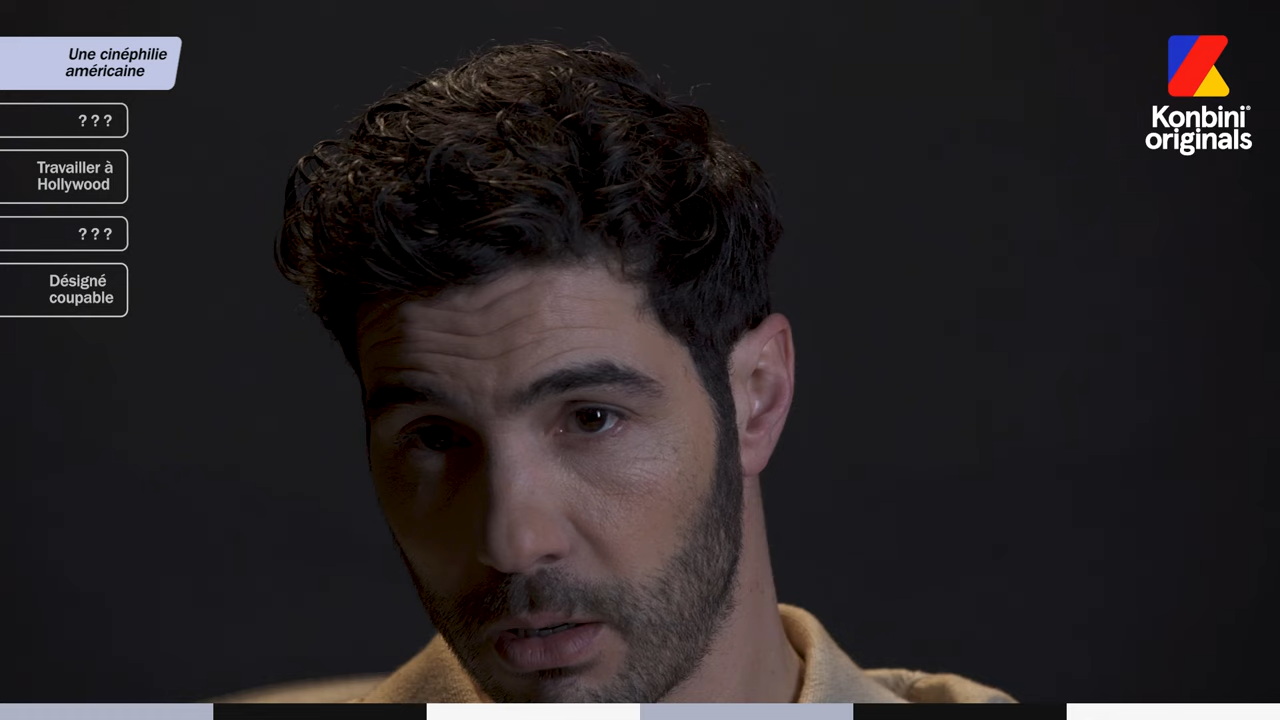 Une cinéphilie
américaine
? ? ?
Travailler à
Hollywood
? ? ?
Désigné
coupable
Konbini®
originals